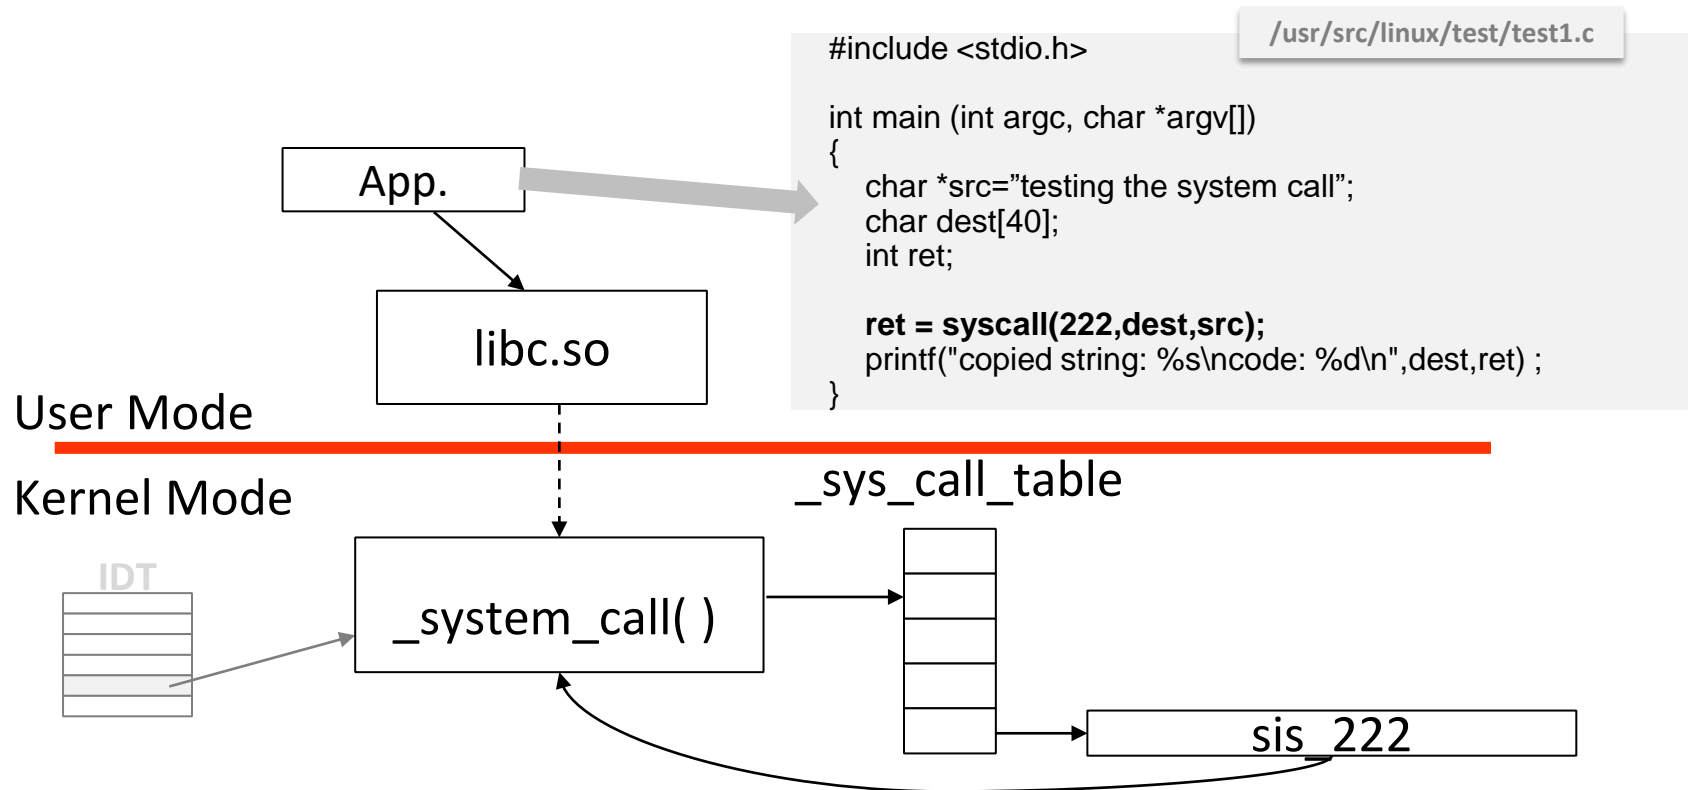 /usr/src/linux/test/test1.c
#include <stdio.h>
int main (int argc, char *argv[])
{
char *src=”testing the system call”;
char dest[40];
int ret;
ret = syscall(222,dest,src);
printf("copied string: %s\ncode: %d\n",dest,ret) ;
}
App.
libc.so
User Mode
Kernel Mode
_sys_call_table
IDT
_system_call( )
sis_222